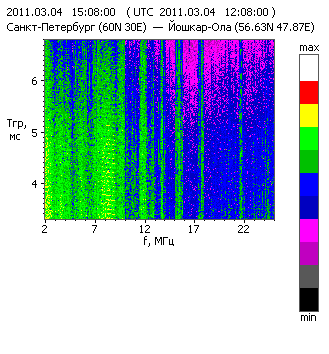 2011.03.04 15:08:00 ( UTC 2011.03.04 12:08:00 )
Санкт-Петербург (60N 30E) — Йошкар-Ола (56.63N 47.87E)
max
6
Тгр,
мс
5
4
2 7 12 17 22
f, МГц
min